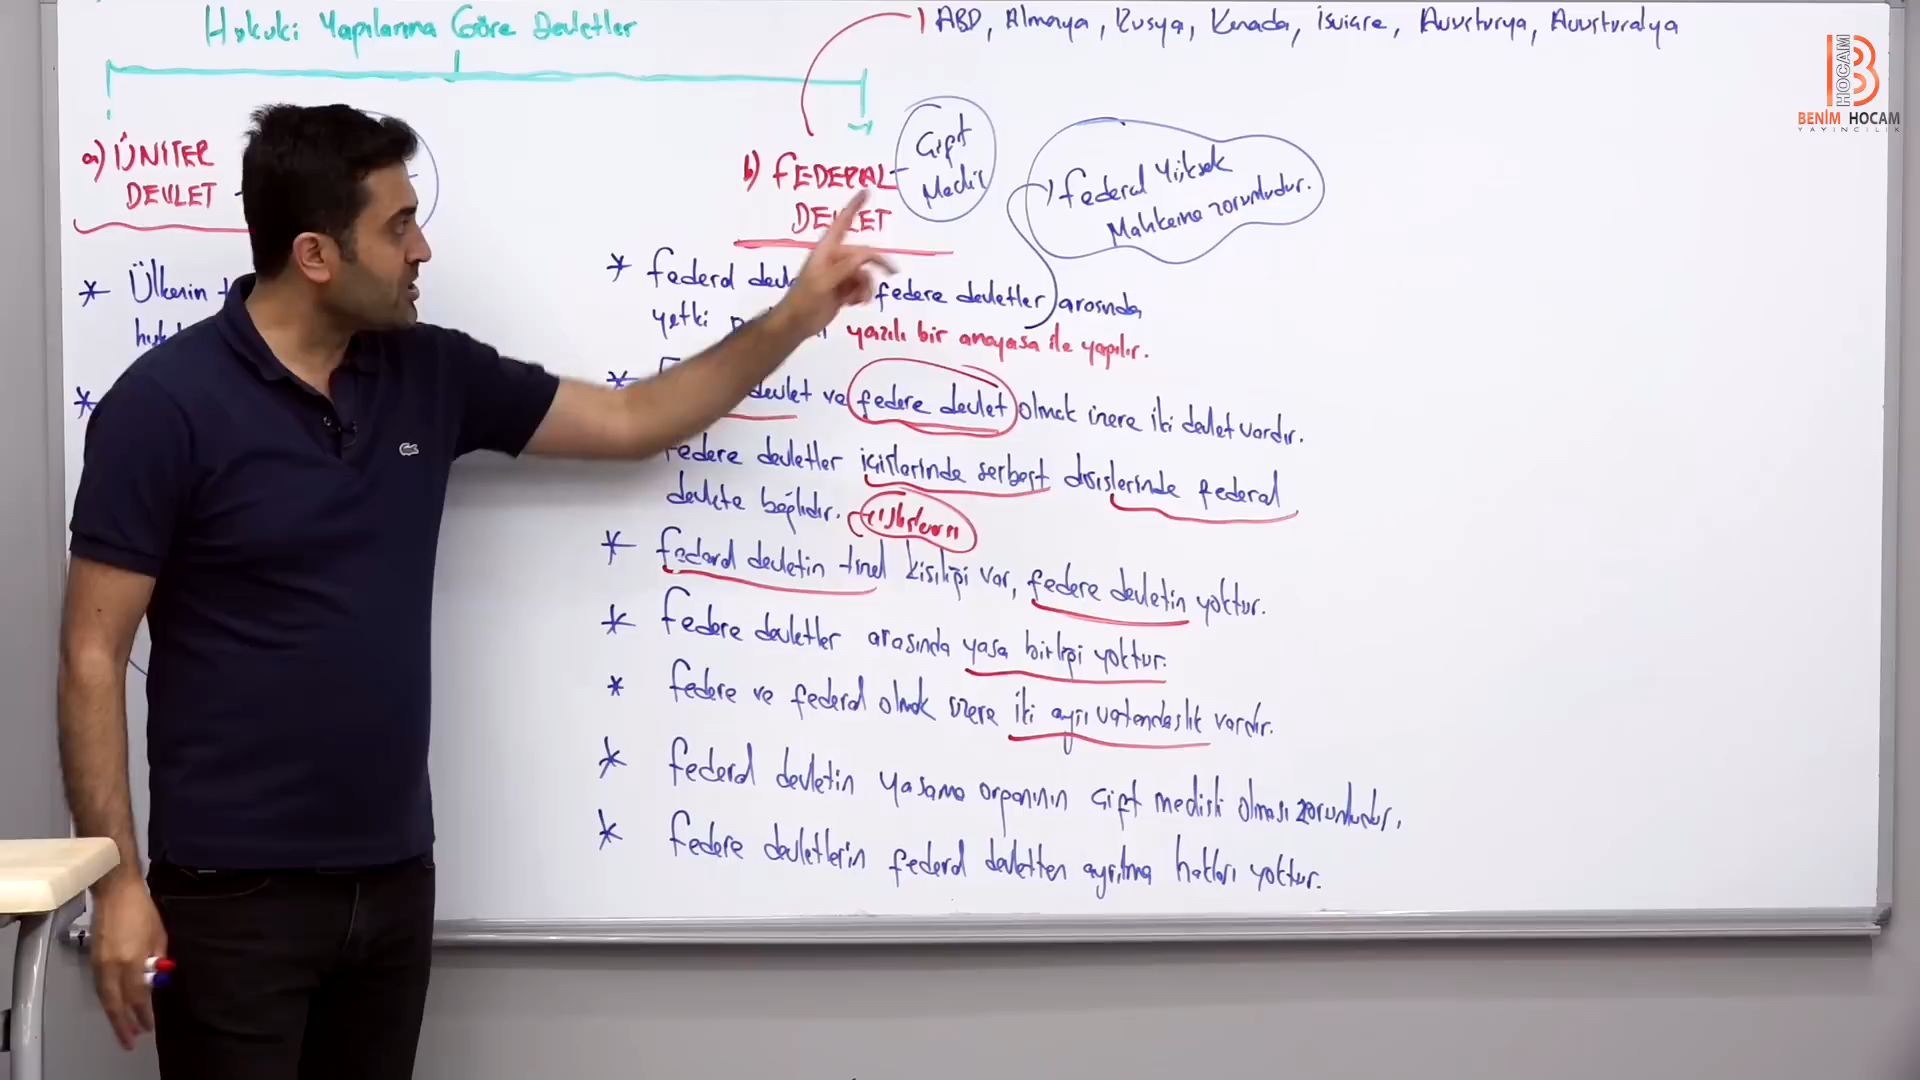 Hukuki Yapılarına Göre Devletler
ABD, Almanya, Rusya, Kanada, İsviçre, Avusturya, Avusturalya
HOCAM
B
BENİM HOCAM
YAYINCILIK
a) ÜNİTER
DEVLET
b) FEDERAL
DEVLET
Çift
Meclis
Federal Yüksek
Mahkeme zorunludur.
* Ülkenin
* Federal federe devletler arasında
yetki yazılı bir anayasa ile yapılır.
* devlet ve federe devlet olmak üzere iki devlet vardır.
Federe devletler içişlerinde serbest dışişlerinde federal
devlete bağlıdır.
* Federal devletin tüzel kişiliği var, federe devletin yoktur.
* Federe devletler arasında yasa birliği yoktur.
* Federe ve federal olmak üzere iki ayrı vatandaşlık vardır.
* Federal devletin yasama organının çift meclisli olması zorunludur.
* Federe devletlerin federal devletten ayrılma hakları yoktur.